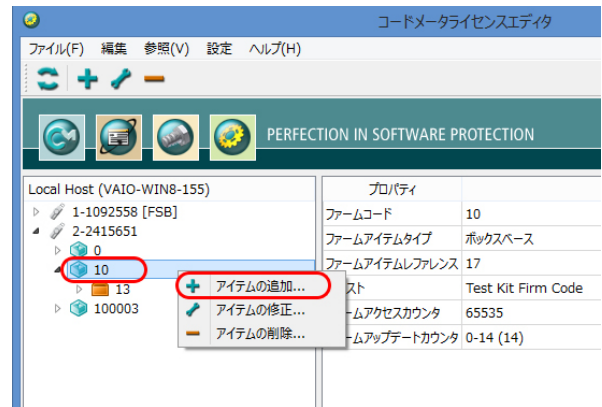 コードメータライセンスエディタ
ファイル(F) 編集 参照(V) 設定 ヘルプ(H)
PERFECTION IN SOFTWARE PROTECTION
Local Host (VAIO-WIN8-155)
1-1092558 [FSB]
2-2415651
0
10
13
100003
アイテムの追加...
アイテムの修正...
アイテムの削除...
プロパティ
ファームコード 10
ファームアイテムタイプ ボックスベース
ファームアイテムレファレンス 17
スト Test Kit Firm Code
ームアクセスカウンタ 65535
ームアップデートカウンタ 0-14 (14)